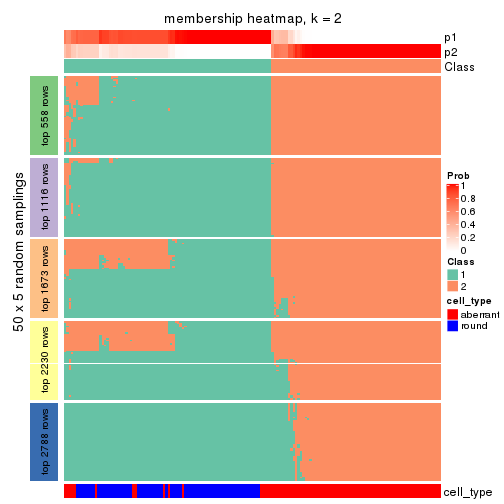 membership heatmap, k = 2
p1
p2
Class
50 x 5 random samplings
top 558 rows
top 1116 rows
top 1673 rows
top 2230 rows
top 2788 rows
Prob
1
0.8
0.6
0.4
0.2
0
Class
1
2
cell_type
aberrant
round
cell_type